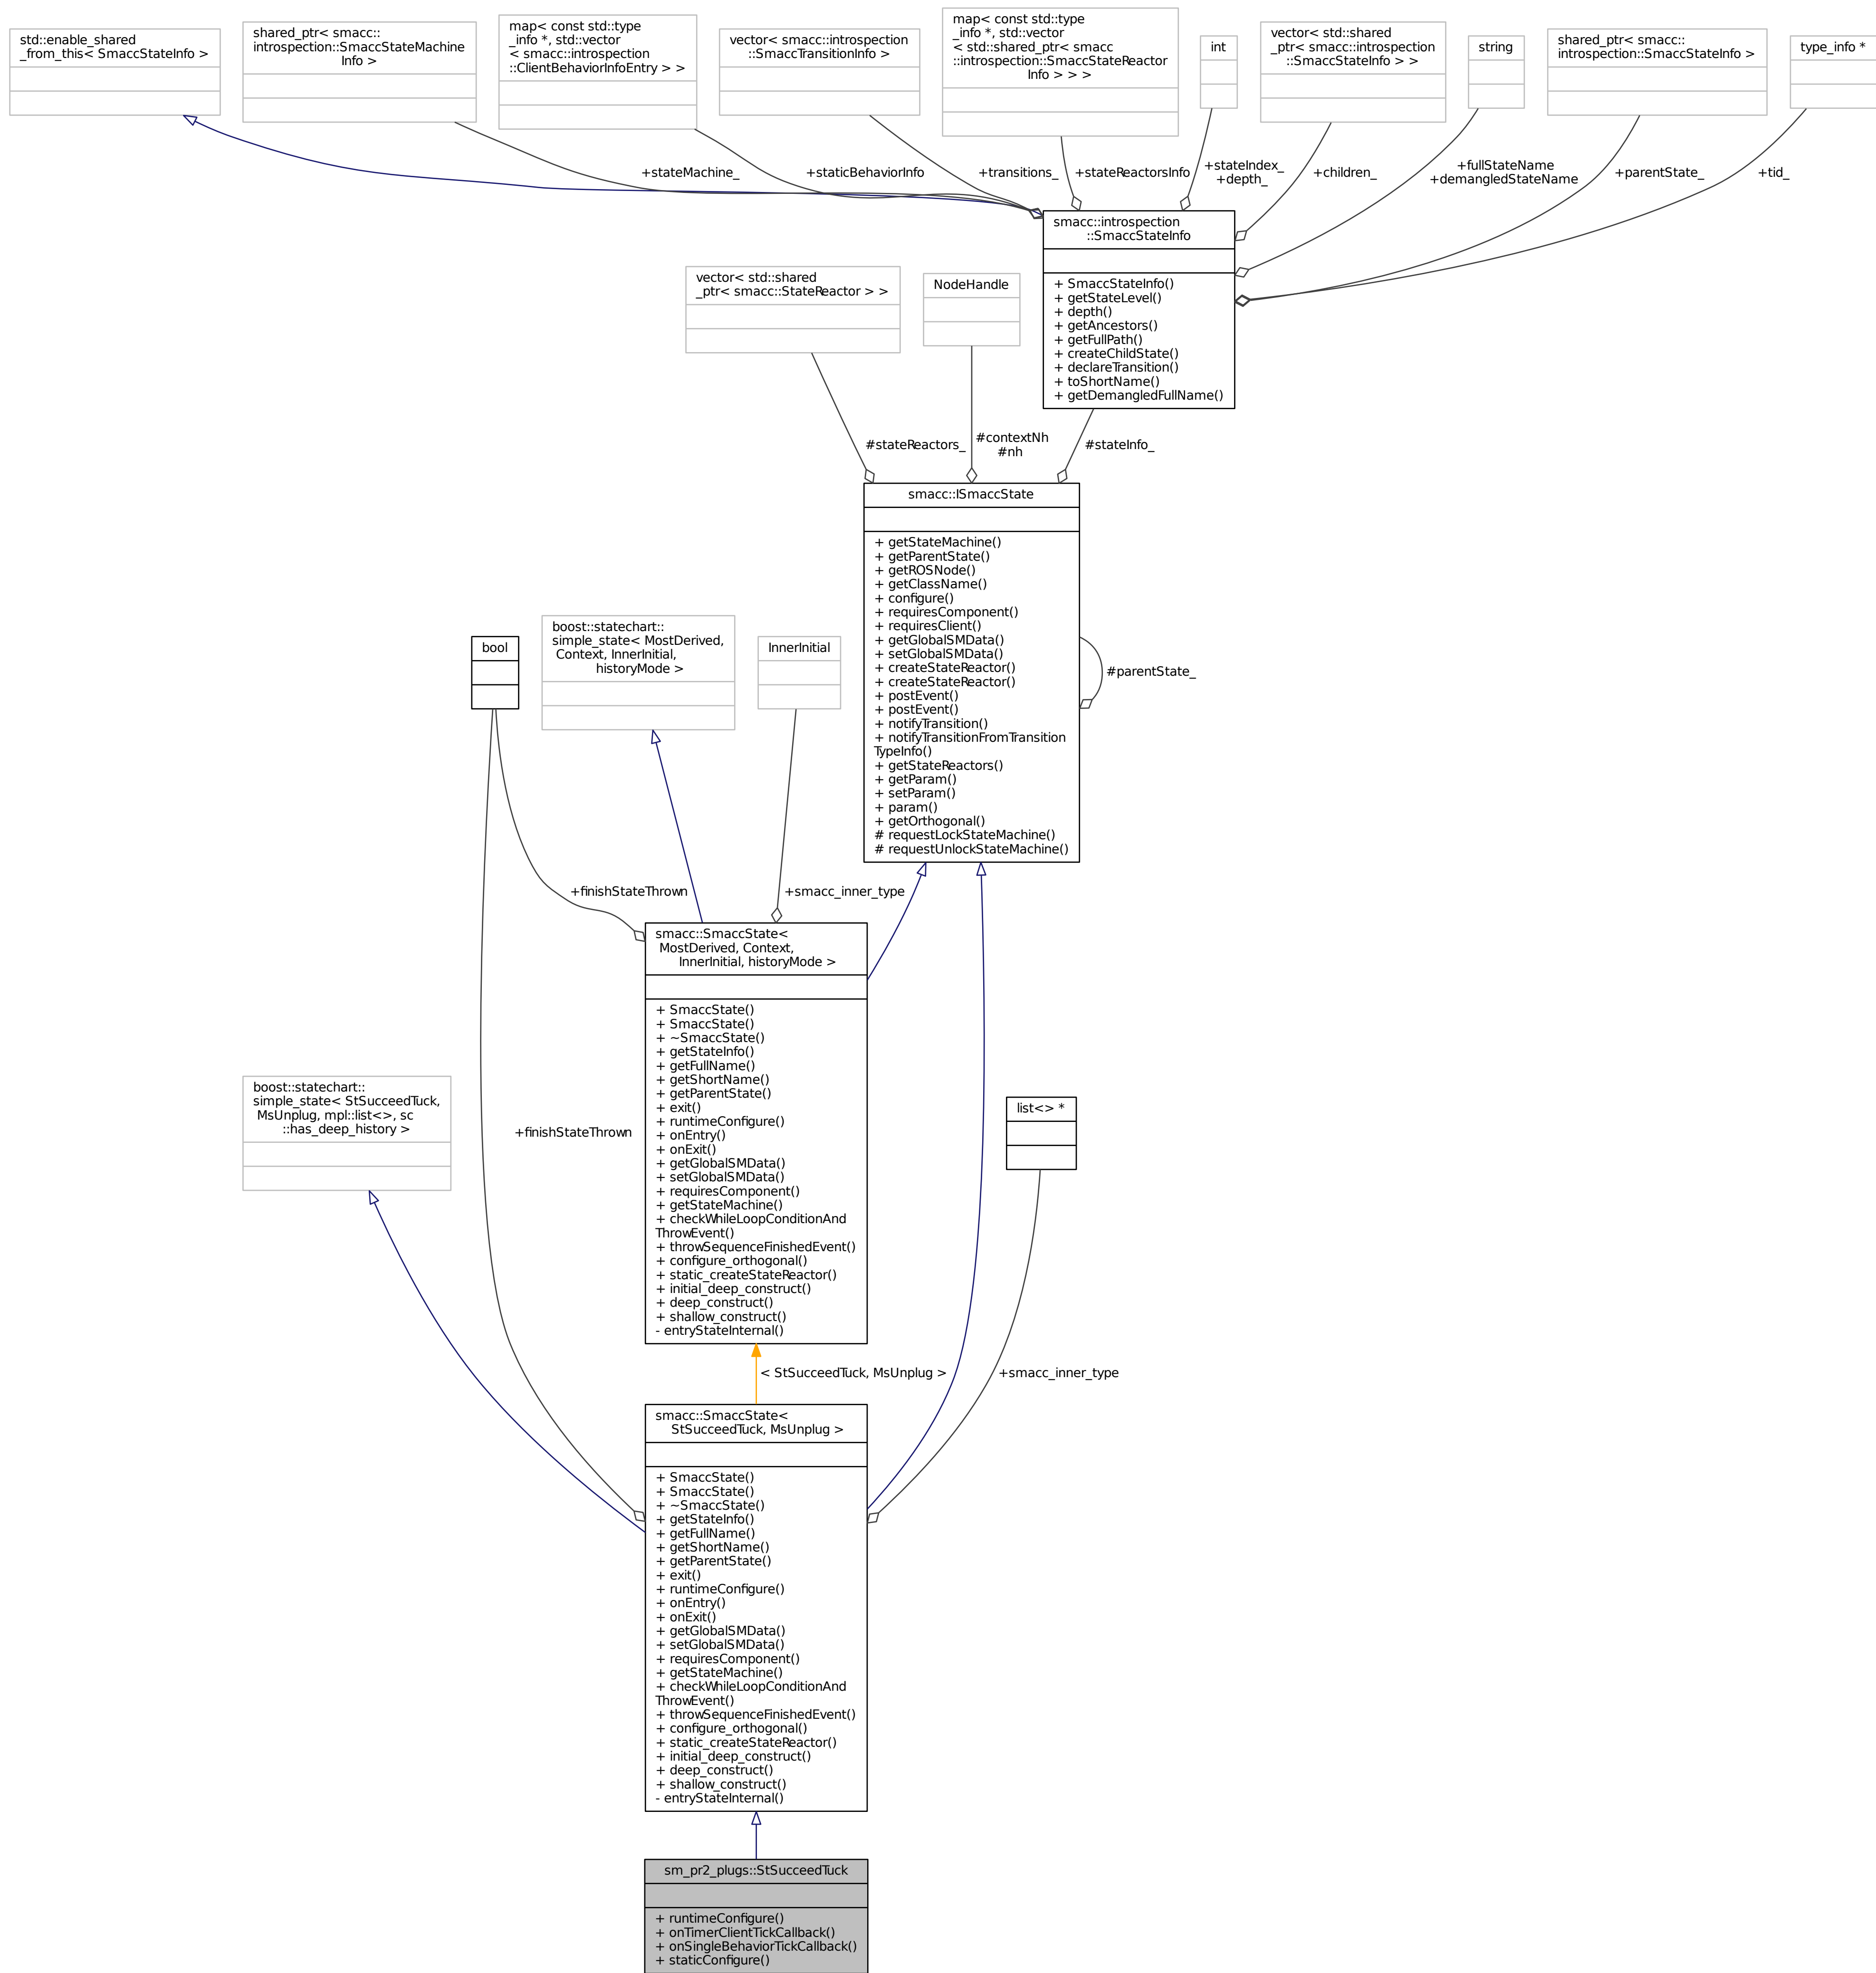 std::enable_shared
_from_this< SmaccStateInfo >
shared_ptr< smacc::
introspection::SmaccStateMachine
Info >
map< const std::type
_info *, std::vector
< smacc::introspection
::ClientBehaviorInfoEntry > >
vector< smacc::introspection
::SmaccTransitionInfo >
map< const std::type
_info *, std::vector
< std::shared_ptr< smacc
::introspection::SmaccStateReactor
Info > > >
int
vector< std::shared
_ptr< smacc::introspection
::SmaccStateInfo > >
string
shared_ptr< smacc::
introspection::SmaccStateInfo >
type_info *
+stateMachine_
+staticBehaviorInfo
+transitions_
+stateReactorsInfo
+stateIndex_
+depth_
+children_
+fullStateName
+demangledStateName
+parentState_
+tid_
smacc::introspection
::SmaccStateInfo
+ SmaccStateInfo()
+ getStateLevel()
+ depth()
+ getAncestors()
+ getFullPath()
+ createChildState()
+ declareTransition()
+ toShortName()
+ getDemangledFullName()
vector< std::shared
_ptr< smacc::StateReactor > >
NodeHandle
#stateReactors_
#contextNh
#nh
#stateInfo_
smacc::ISmaccState
+ getStateMachine()
+ getParentState()
+ getROSNode()
+ getClassName()
+ configure()
+ requiresComponent()
+ requiresClient()
+ getGlobalSMData()
+ setGlobalSMData()
+ createStateReactor()
+ createStateReactor()
+ postEvent()
+ postEvent()
+ notifyTransition()
+ notifyTransitionFromTransition
TypeInfo()
+ getStateReactors()
+ getParam()
+ setParam()
+ param()
+ getOrthogonal()
# requestLockStateMachine()
# requestUnlockStateMachine()
#parentState_
bool
boost::statechart::
simple_state< MostDerived,
Context, InnerInitial,
historyMode >
InnerInitial
+finishStateThrown
+smacc_inner_type
smacc::SmaccState<
MostDerived, Context,
InnerInitial, historyMode >
+ SmaccState()
+ SmaccState()
+ ~SmaccState()
+ getStateInfo()
+ getFullName()
+ getShortName()
+ getParentState()
+ exit()
+ runtimeConfigure()
+ onEntry()
+ onExit()
+ getGlobalSMData()
+ setGlobalSMData()
+ requiresComponent()
+ getStateMachine()
+ checkWhileLoopConditionAnd
ThrowEvent()
+ throwSequenceFinishedEvent()
+ configure_orthogonal()
+ static_createStateReactor()
+ initial_deep_construct()
+ deep_construct()
+ shallow_construct()
- entryStateInternal()
boost::statechart::
simple_state< StSucceedTuck,
MsUnplug, mpl::list<>, sc
::has_deep_history >
+finishStateThrown
list<> *
< StSucceedTuck, MsUnplug >
+smacc_inner_type
smacc::SmaccState<
StSucceedTuck, MsUnplug >
+ SmaccState()
+ SmaccState()
+ ~SmaccState()
+ getStateInfo()
+ getFullName()
+ getShortName()
+ getParentState()
+ exit()
+ runtimeConfigure()
+ onEntry()
+ onExit()
+ getGlobalSMData()
+ setGlobalSMData()
+ requiresComponent()
+ getStateMachine()
+ checkWhileLoopConditionAnd
ThrowEvent()
+ throwSequenceFinishedEvent()
+ configure_orthogonal()
+ static_createStateReactor()
+ initial_deep_construct()
+ deep_construct()
+ shallow_construct()
- entryStateInternal()
sm_pr2_plugs::StSucceedTuck
+ runtimeConfigure()
+ onTimerClientTickCallback()
+ onSingleBehaviorTickCallback()
+ staticConfigure()